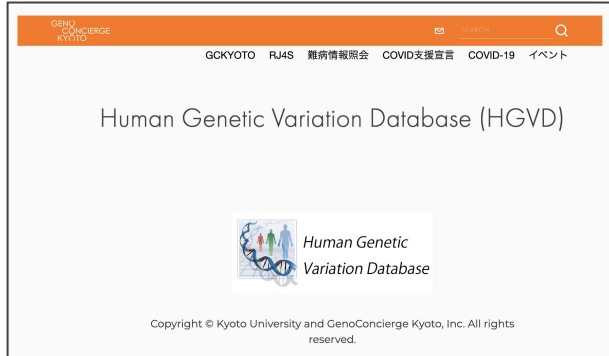 GENO
CONCIERGE
KYOTO
SEARCH
GCKYOTO RJ4S 難病情報照会 COVID支援宣言 COVID-19 イベント
Human Genetic Variation Database (HGVD)
Human Genetic
Variation Database
Copyright © Kyoto University and GenoConcierge Kyoto, Inc. All rights
reserved.